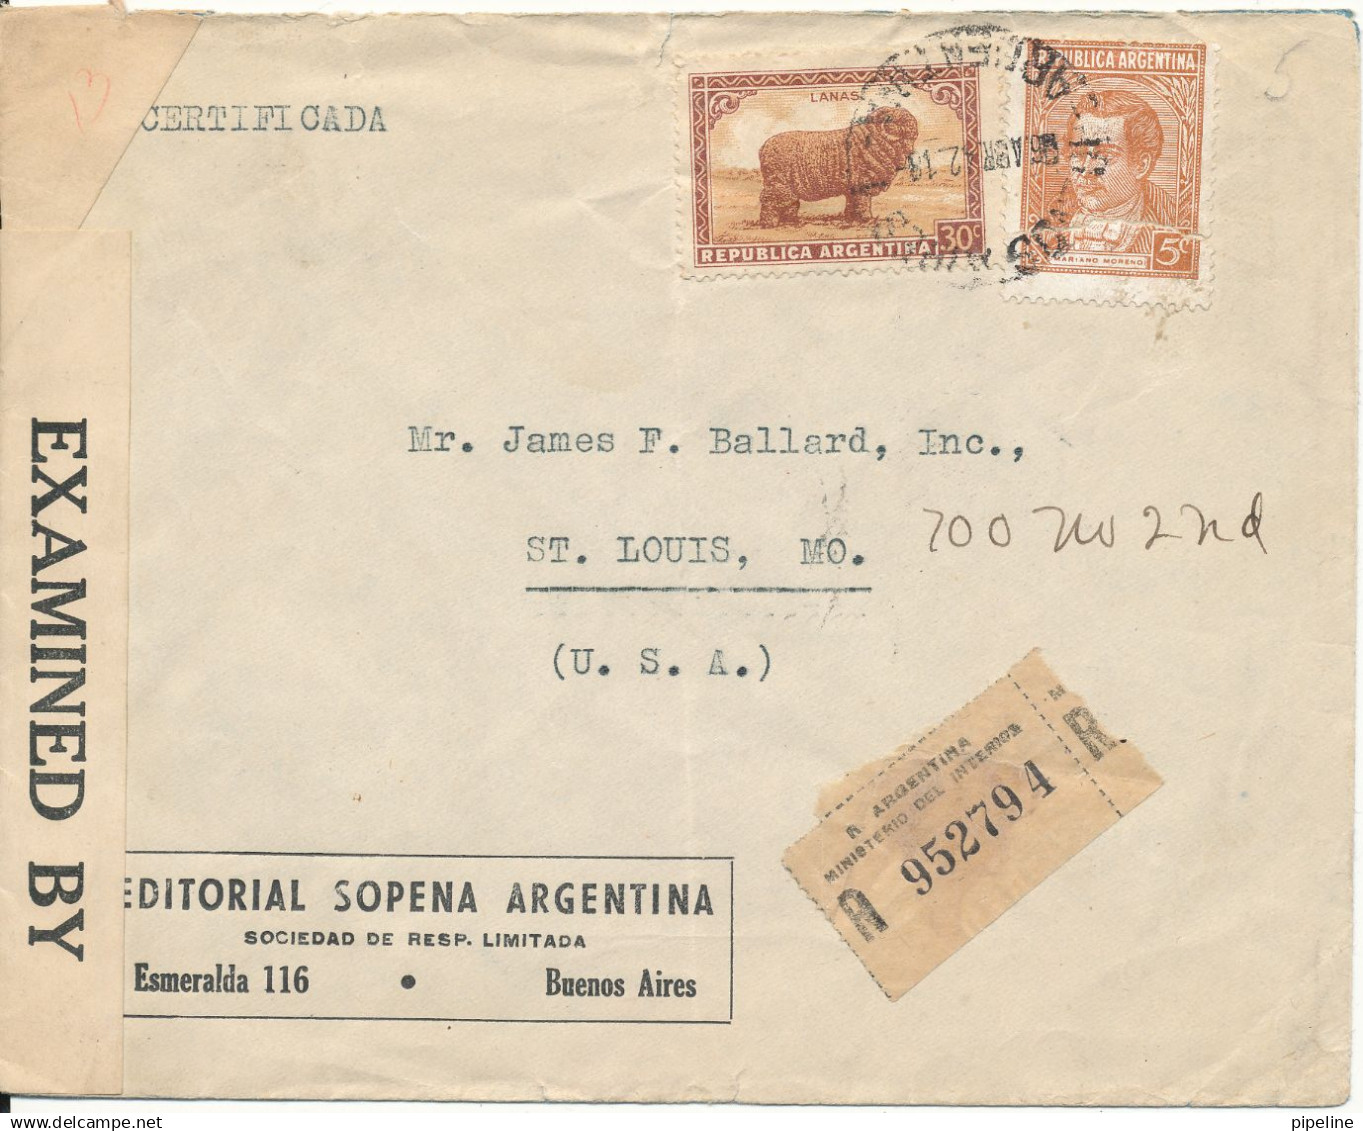 CERTIFICADA
5
LANAS
REPUBLICA ARGENTINA 30c
REPUBLICA ARGENTINA
5c
MARIANO MORENO
Mr. James F. Ballard, Inc.,
ST. LOUIS, MO.
700 No 2nd
(U. S. A.)
EXAMINED BY
R ARGENTINA
MINISTERIO DEL INTERIOR
R 952794
R
EDITORIAL SOPENA ARGENTINA
SOCIEDAD DE RESP. LIMITADA
Esmeralda 116 • Buenos Aires
pipeline